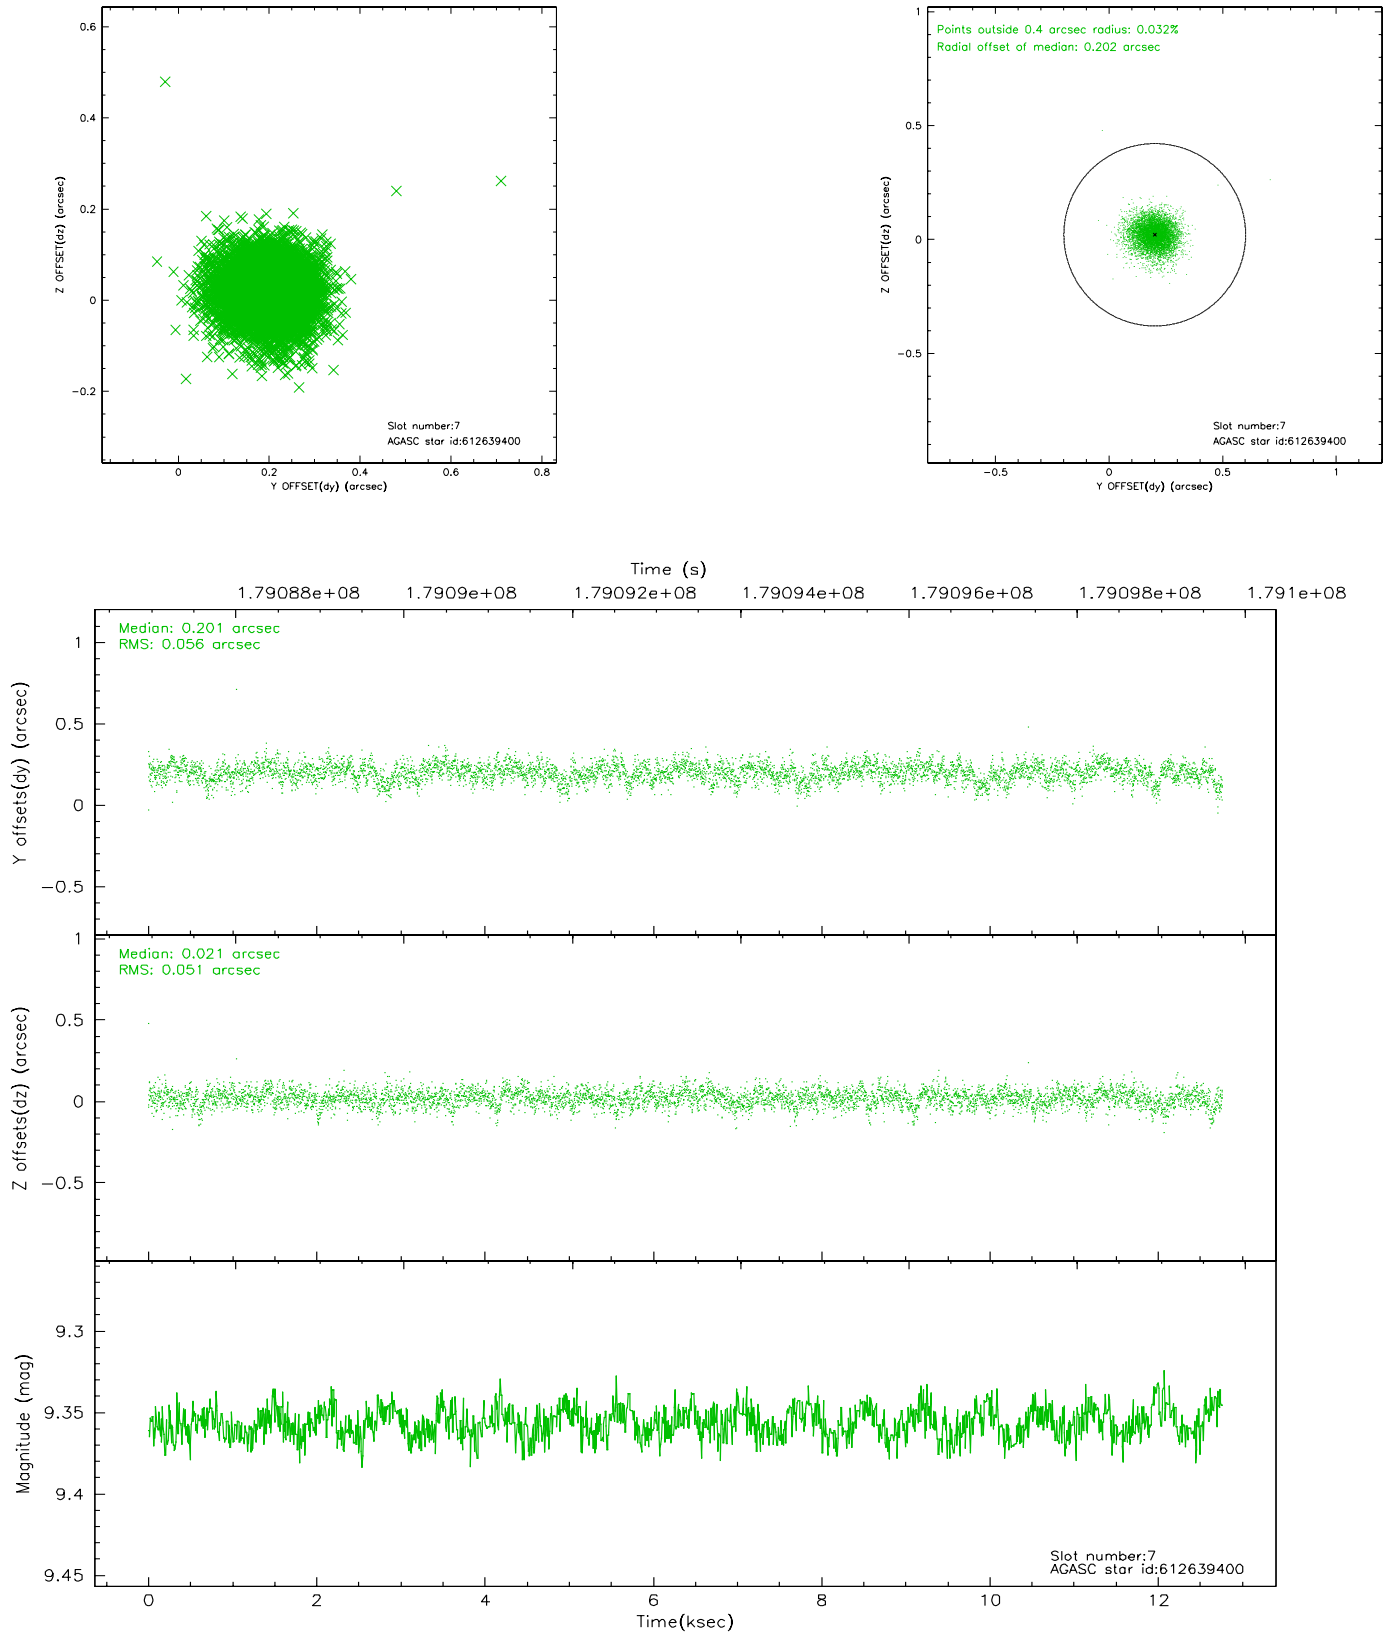 0.6
0.4
0.2
0
−0.2
Z OFFSET(dz) (arcsec)
Slot number:7
AGASC star id:612639400
0 0.2 0.4 0.6 0.8
Y OFFSET(dy) (arcsec)
Points outside 0.4 arcsec radius: 0.032%
Radial offset of median: 0.202 arcsec
1
0.5
0
−0.5
Z OFFSET(dz) (arcsec)
Slot number:7
AGASC star id:612639400
−0.5 0 0.5 1
Y OFFSET(dy) (arcsec)
Time (s)
1.79088e+08 1.7909e+08 1.79092e+08 1.79094e+08 1.79096e+08 1.79098e+08 1.791e+08
Median: 0.201 arcsec
RMS: 0.056 arcsec
1
0.5
0
−0.5
Y offsets(dy) (arcsec)
Median: 0.021 arcsec
RMS: 0.051 arcsec
1
0.5
0
−0.5
Z offsets(dz) (arcsec)
9.3
9.35
9.4
9.45
Magnitude (mag)
Slot number:7
AGASC star id:612639400
0 2 4 6 8 10 12
Time(ksec)